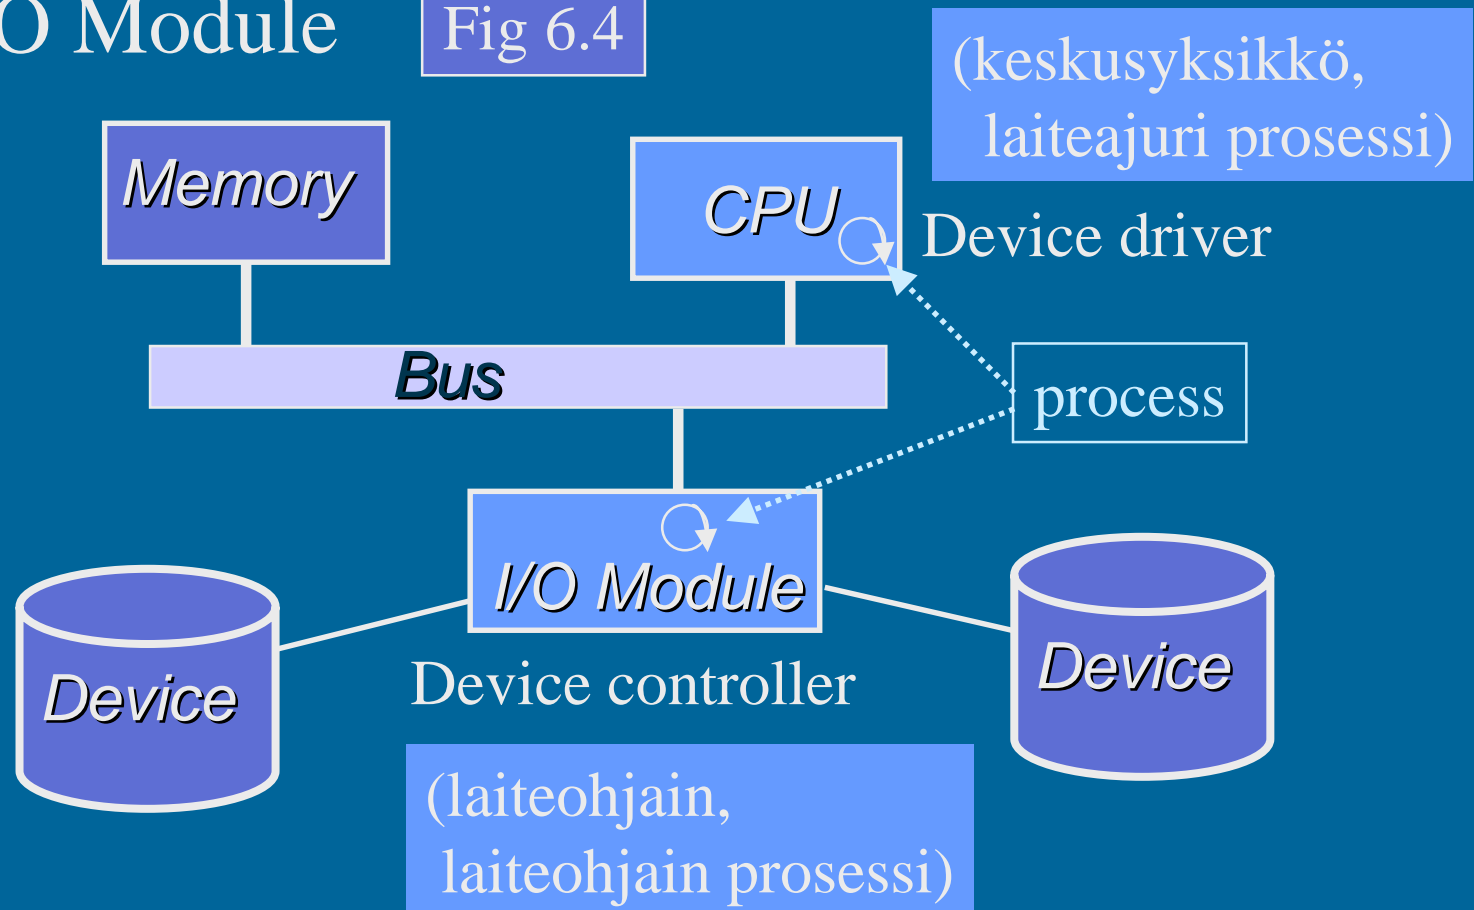 O Module
Fig 6.4
(keskusyksikkö,
laiteajuri prosessi)
Memory
CPU
Device driver
Bus
process
I/O Module
Device
Device
Device controller
(laiteohjain,
laiteohjain prosessi)